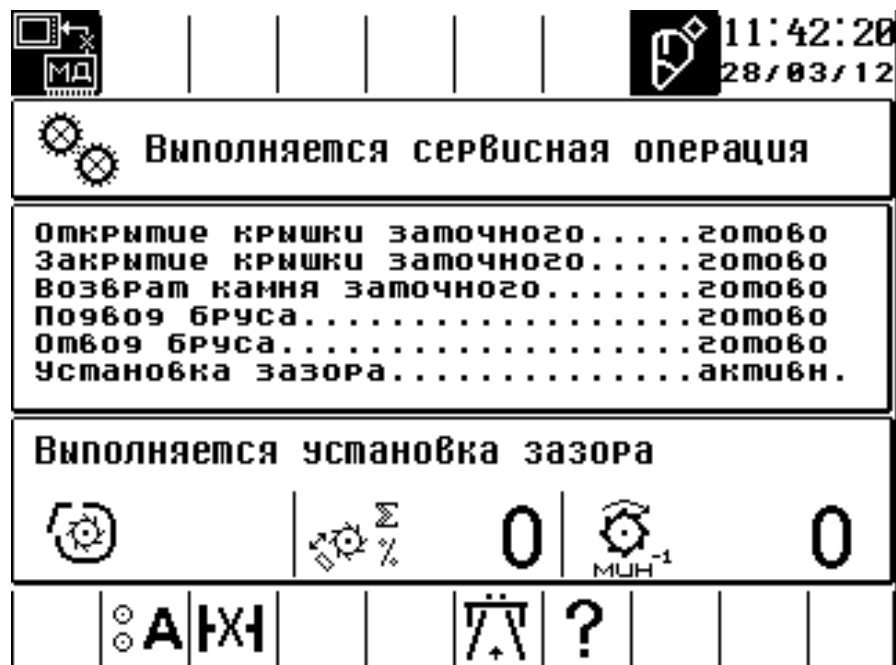 МД
11:42:20
28/03/12
Выполняется сервисная операция
Открытие крышки заточного.....готово
Закрытие крышки заточного.....готово
Возврат камня заточного.......готово
Подвод бруса..................готово
Отвод бруса...................готово
Установка зазора..............активн.
Выполняется установка зазора
Σ
%
0
мин⁻¹
0
A
?